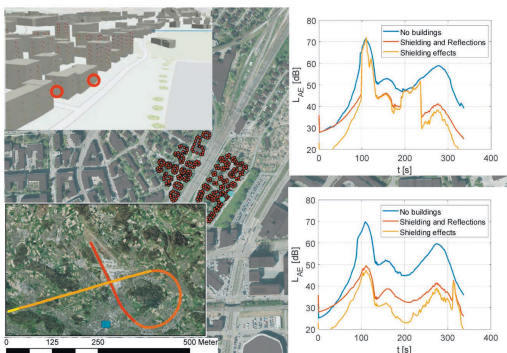 80
70
60
50
40
30
20
L_AE [dB]
No buildings
Shielding and Reflections
Shielding effects
0 100 200 300 400
t [s]
80
70
60
50
40
30
20
L_AE [dB]
No buildings
Shielding and Reflections
Shielding effects
0 100 200 300 400
t [s]
0 125 250 500 Meter